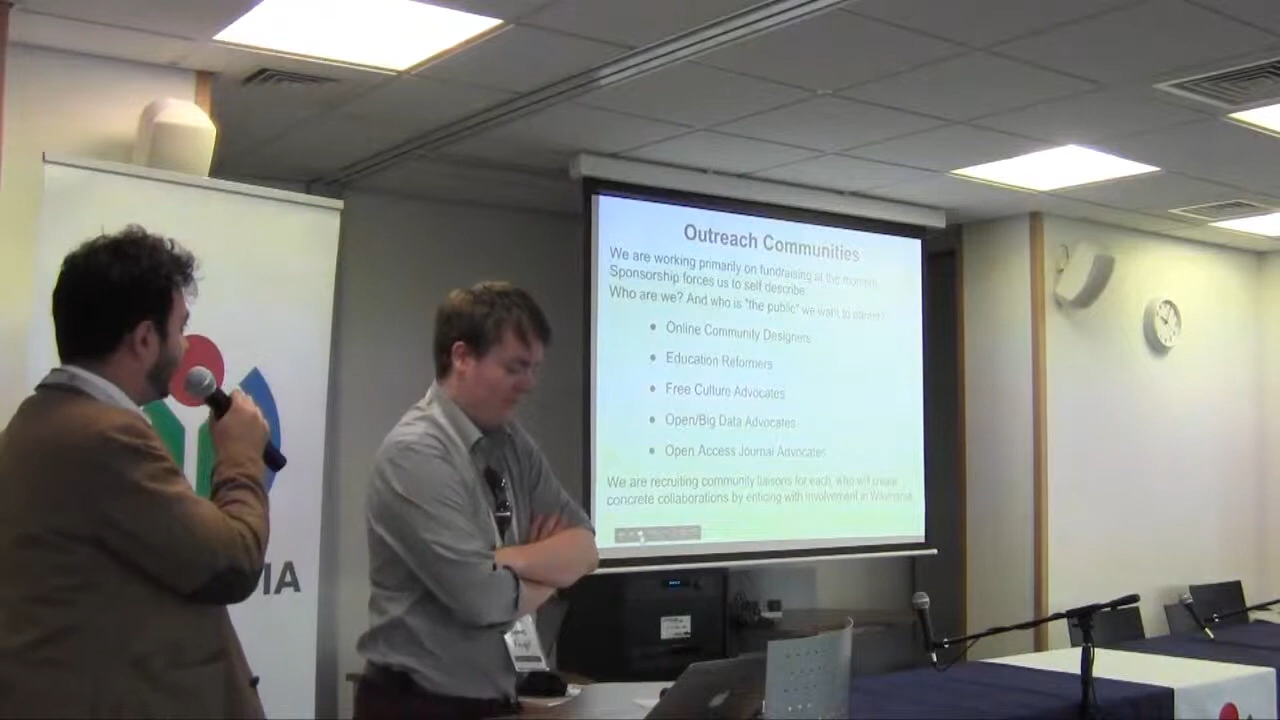 Outreach Communities
We are working primarily on fundraising at the moment.
Sponsorship forces us to self describe
Who are we? And who is "the public" we want to
• Online Community Designers
• Education Reformers
• Free Culture Advocates
• Open/Big Data Advocates
• Open Access Journal Advocates
We are recruiting community liaisons for each, who will create
concrete collaborations by enticing with involvement in Wikimania
IA